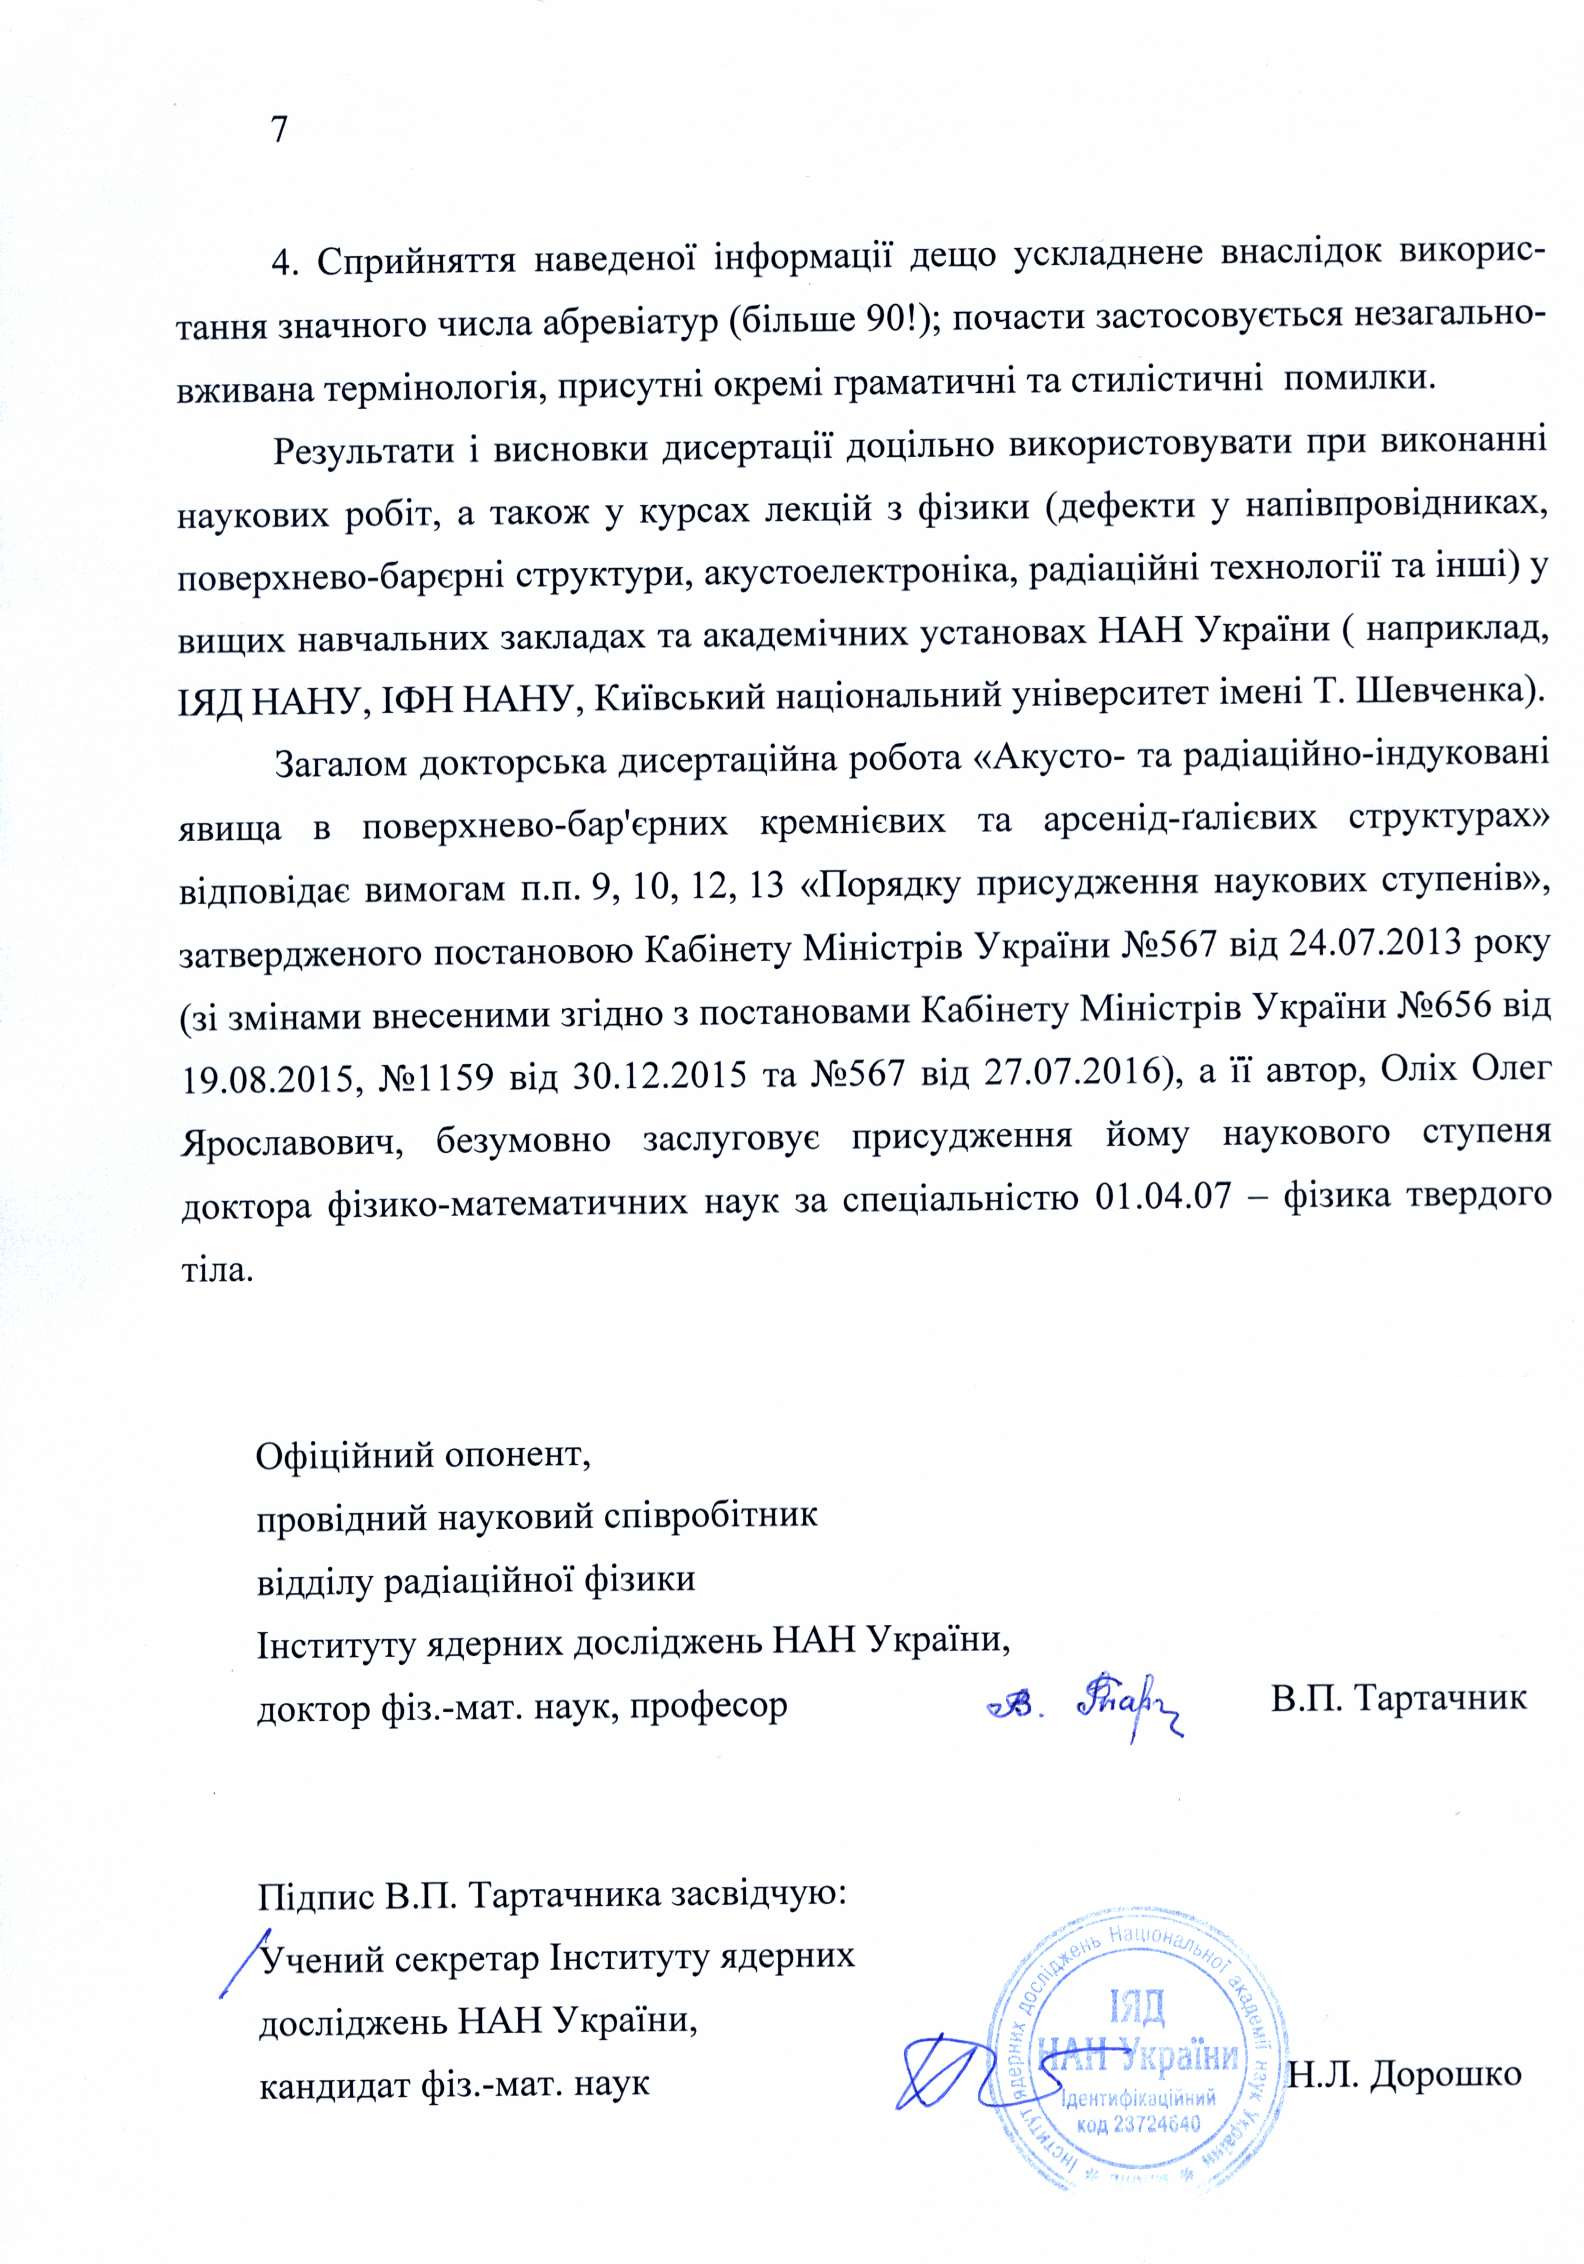 7
4. Сприйняття наведеної інформації дещо ускладнене внаслідок викорис-
тання значного числа абревіатур (більше 90!); почасти застосовується незагально-
вживана термінологія, присутні окремі граматичні та стилістичні помилки.
Результати і висновки дисертації доцільно використовувати при виконанні
наукових робіт, а також у курсах лекцій з фізики (дефекти у напівпровідниках,
поверхнево-барєрні структури, акустоелектроніка, радіаційні технології та інші) у
вищих навчальних закладах та академічних установах НАН України ( наприклад,
ІЯД НАНУ, ІФН НАНУ, Київський національний університет імені Т. Шевченка).
Загалом докторська дисертаційна робота «Акусто- та радіаційно-індуковані
явища в поверхнево-бар'єрних кремнієвих та арсенід-ґалієвих структурах»
відповідає вимогам п.п. 9, 10, 12, 13 «Порядку присудження наукових ступенів»,
затвердженого постановою Кабінету Міністрів України №567 від 24.07.2013 року
(зі змінами внесеними згідно з постановами Кабінету Міністрів України №656 від
19.08.2015, №1159 від 30.12.2015 та №567 від 27.07.2016), а її автор, Оліх Олег
Ярославович, безумовно заслуговує присудження йому наукового ступеня
доктора фізико-математичних наук за спеціальністю 01.04.07 – фізика твердого
тіла.
Офіційний опонент,
провідний науковий співробітник
відділу радіаційної фізики
Інституту ядерних досліджень НАН України,
доктор фіз.-мат. наук, професор В. Тарт В.П. Тартачник
Підпис В.П. Тартачника засвідчую:
Учений секретар Інституту ядерних
досліджень НАН України,
кандидат фіз.-мат. наук Н.Л. Дорошко
Інститут ядерних досліджень Національної академії наук України
ІЯД
НАН України
Ідентифікаційний
код 23724640